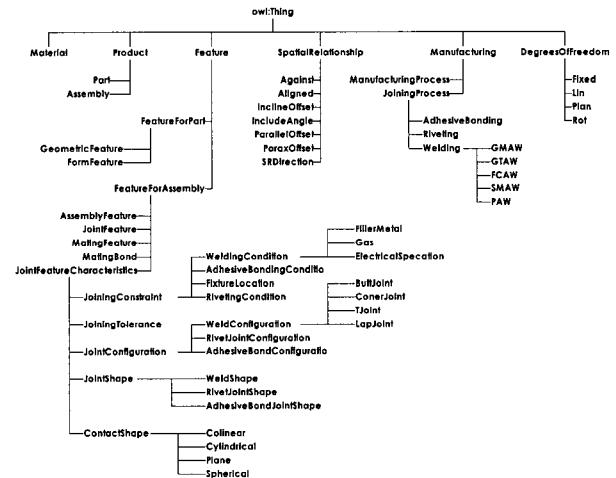 owl:Thing
Material Product Feature SpatialRelationship Manufacturing DegreesOfFreedom
Part
Assembly
FeatureForPart
GeometricFeature
FormFeature
FeatureForAssembly
AssemblyFeature
JointFeature
MatingFeature
MatingBond
JointFeatureCharacteristics
JoiningConstraint
WeldingCondition
FillerMetal
Gas
ElectricalSpecation
AdhesiveBondingConditio
FixtureLocation
RivetingCondition
JoiningTolerance
JointConfiguration
WeldConfiguration
ButtJoint
ConerJoint
TJoint
LapJoint
RivetJointConfiguration
AdhesiveBandConfiguratio
JointShape
WeldShape
RivetJointShape
AdhesiveBondJointShape
ContactShape
Colinear
Cylindrical
Plane
Spherical
Against
Aligned
InclineOffset
IncludeAngle
ParallelOffset
ParaxOffset
SRDirection
ManufacturingProcess
JoiningProcess
AdhesiveBanding
Riveting
Welding
GMAW
GTAW
FCAW
SMAW
PAW
Fixed
Lin
Plan
Rot